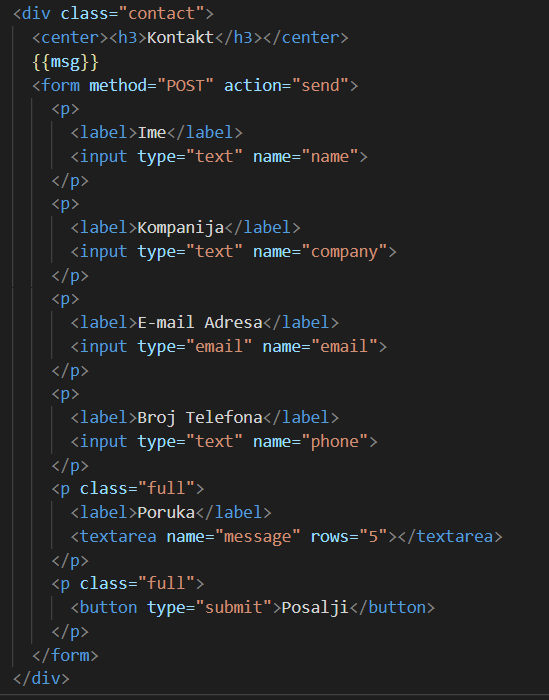 <div class="contact">
<center><h3>Kontakt</h3></center>
{{msg}}
<form method="POST" action="send">
<p>
<label>Ime</label>
<input type="text" name="name">
</p>
<p>
<label>Kompanija</label>
<input type="text" name="company">
</p>
<p>
<label>E-mail Adresa</label>
<input type="email" name="email">
</p>
<p>
<label>Broj Telefona</label>
<input type="text" name="phone">
</p>
<p class="full">
<label>Poruka</label>
<textarea name="message" rows="5"></textarea>
</p>
<p class="full">
<button type="submit">Posalji</button>
</p>
</form>
</div>